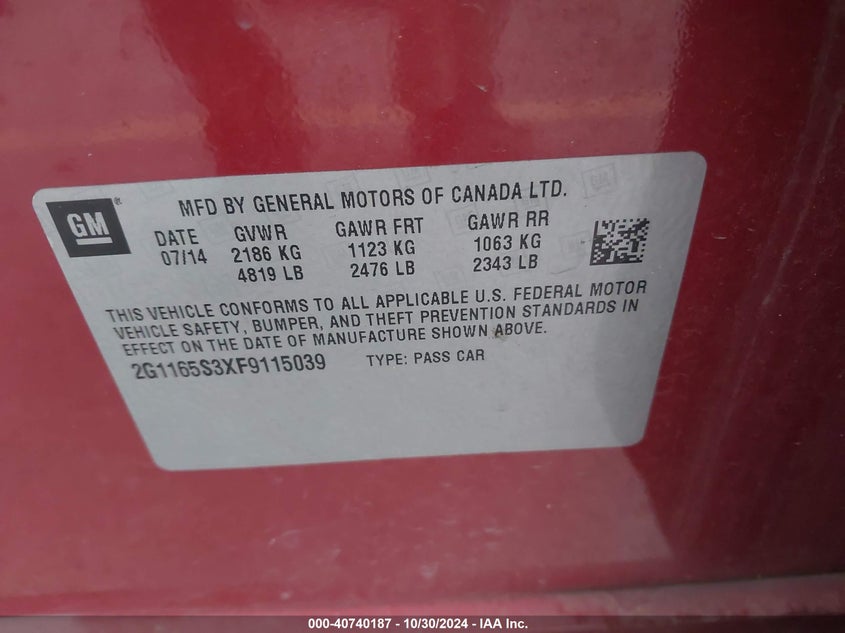 GM
MFD BY GENERAL MOTORS OF CANADA LTD.
DATE GVWR GAWR FRT GAWR RR
07/14 2186 KG 1123 KG 1063 KG
4819 LB 2476 LB 2343 LB
THIS VEHICLE CONFORMS TO ALL APPLICABLE U.S. FEDERAL MOTOR
VEHICLE SAFETY, BUMPER, AND THEFT PREVENTION STANDARDS IN
EFFECT ON THE DATE OF MANUFACTURE SHOWN ABOVE.
2G1165S3XF9115039 TYPE: PASS CAR
000-40740187 - 10/30/2024 - IAA Inc.